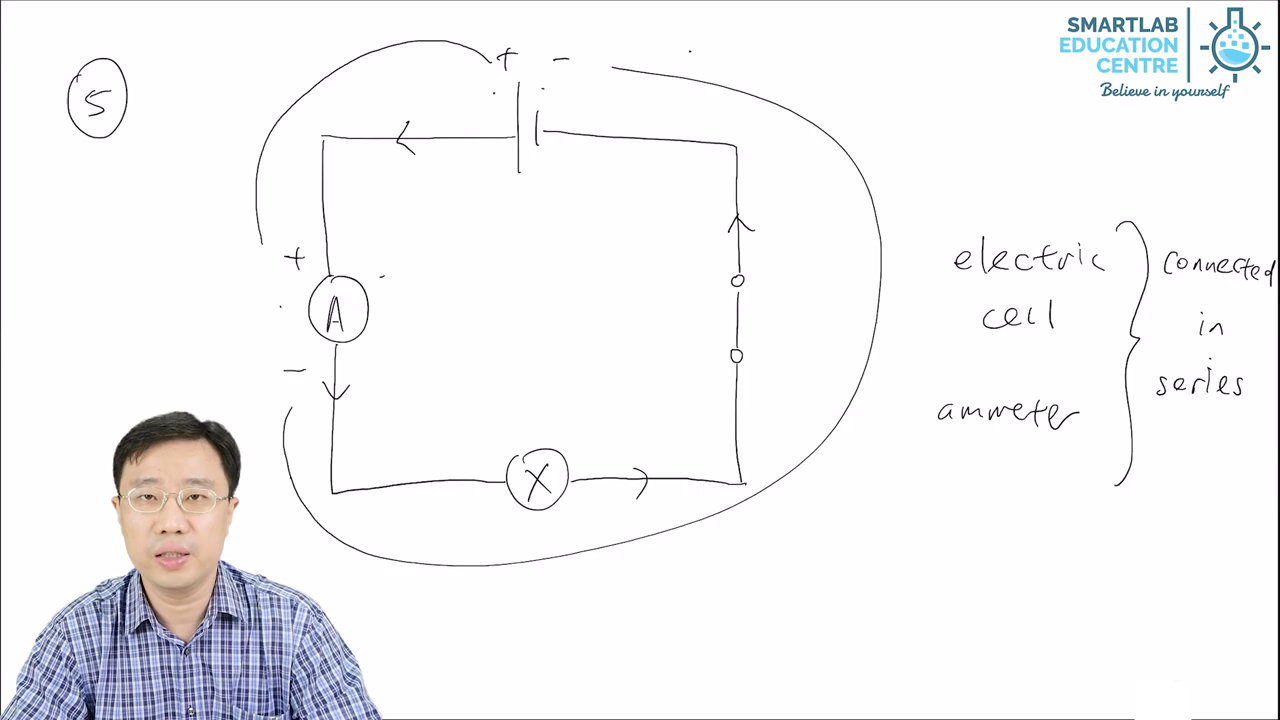 SMARTLAB
EDUCATION
CENTRE
Believe in yourself
5
+ -
+
A
-
X
electric
cell
ammeter
connected
in
series